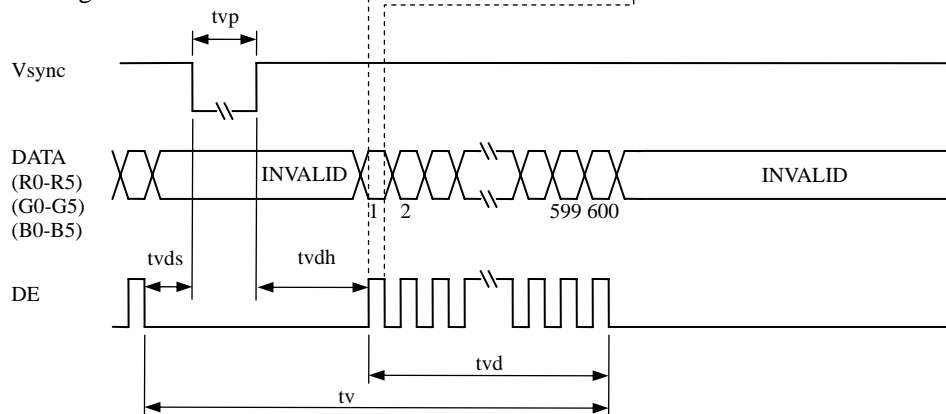 tvp
Vsync
DATA
(R0-R5)
(G0-G5)
(B0-B5)
INVALID
INVALID
1 2 599 600
tvds
tvdh
DE
tvd
tv